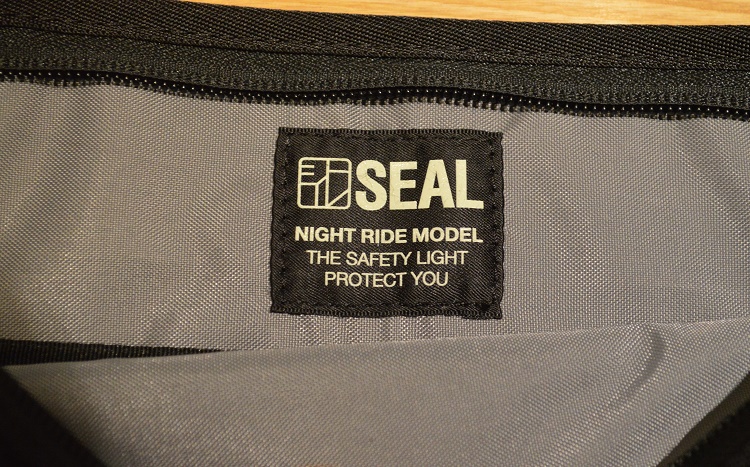 SEAL
NIGHT RIDE MODEL
THE SAFETY LIGHT
PROTECT YOU